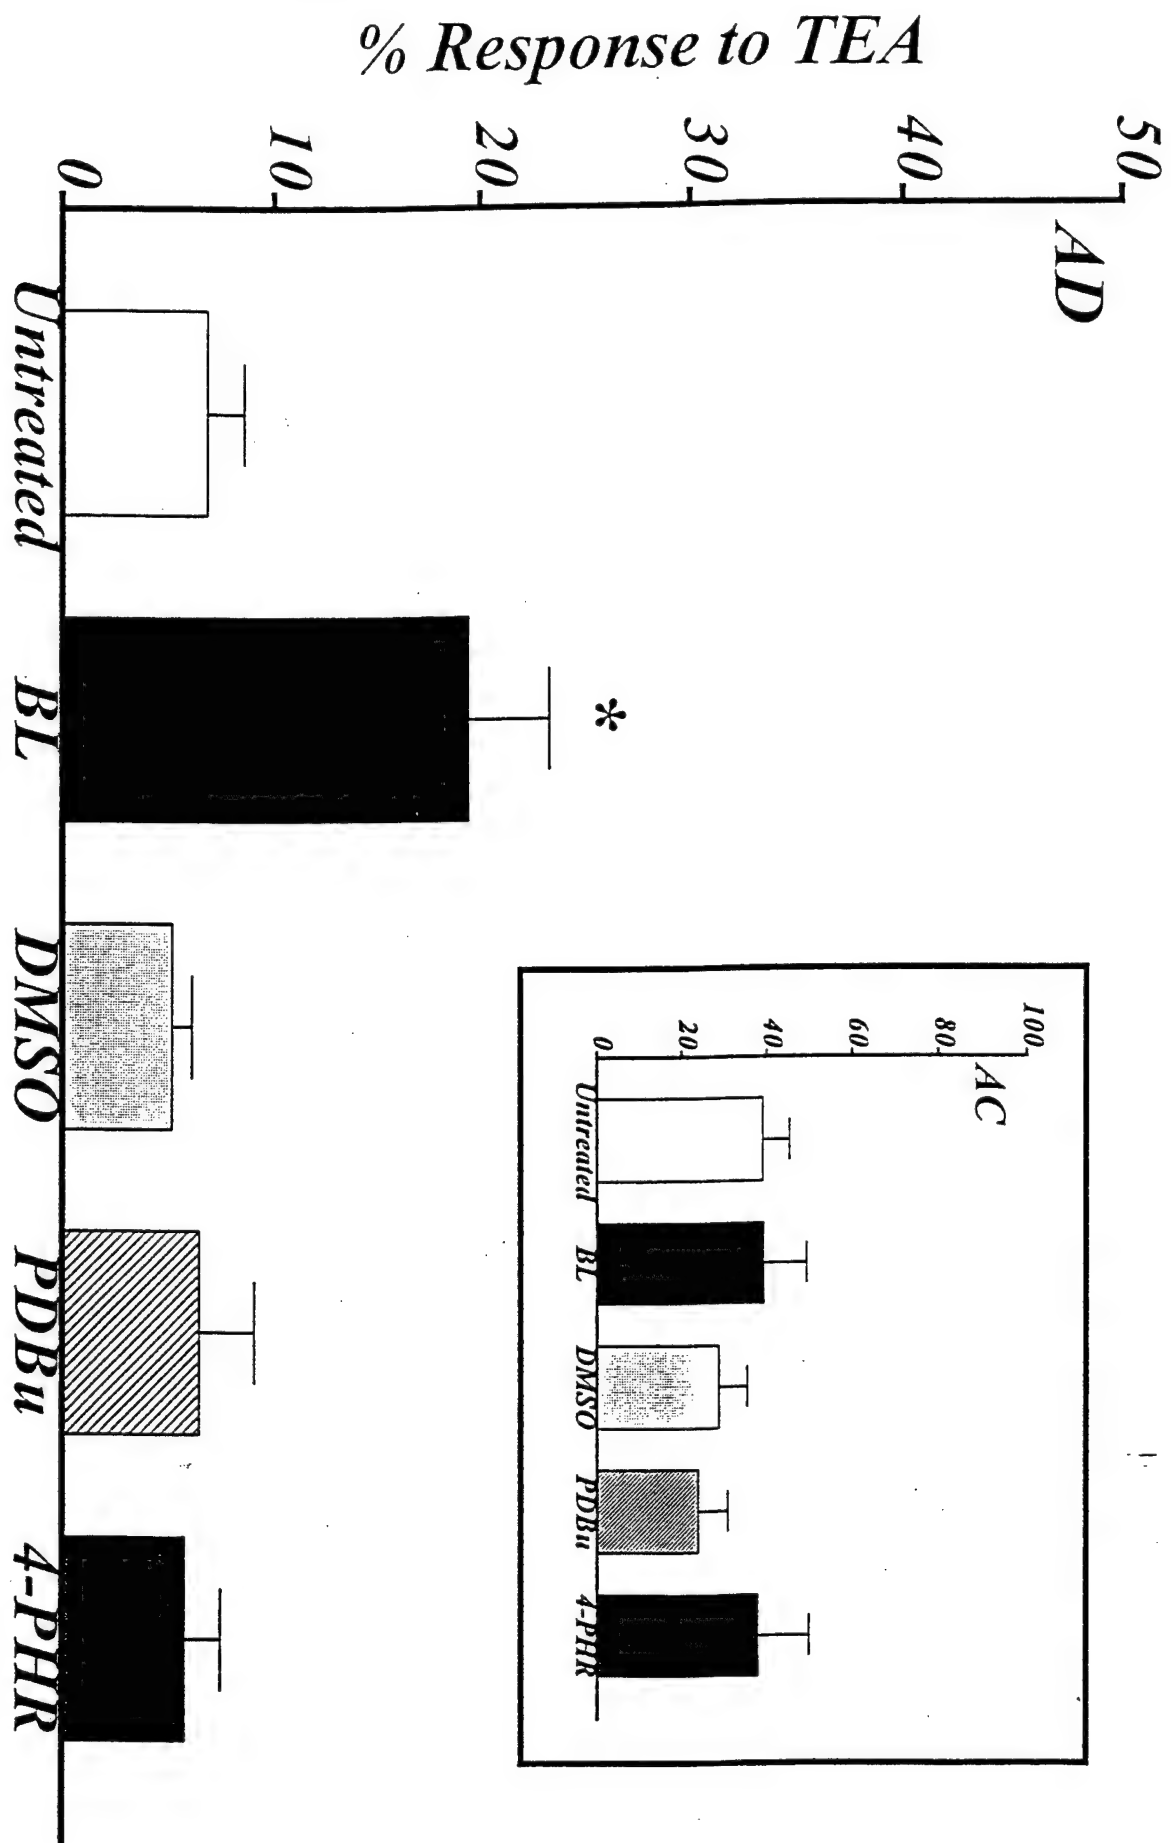 % Response to TEA
50
40
30
20
10
0
AD
*
Untreated
BL
DMSO
PDBu
4-PHR
AC
100
80
60
40
20
0
Untreated
BL
DMSO
PDBu
4-PHR